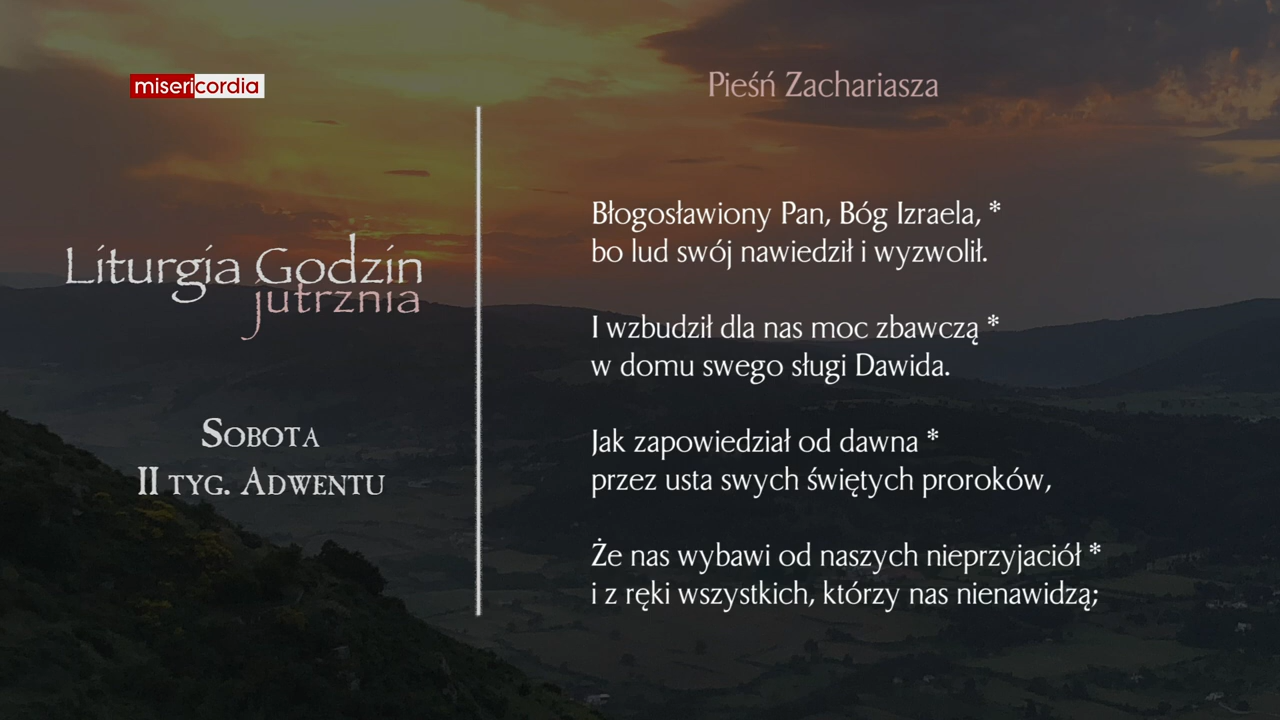 misericordia
Pieśń Zachariasza
Liturgia Godzin
jutrznia
Sobota
II tyg. Adwentu
Błogosławiony Pan, Bóg Izraela, *
bo lud swój nawiedził i wyzwolił.
I wzbudził dla nas moc zbawczą *
w domu swego sługi Dawida.
Jak zapowiedział od dawna *
przez usta swych świętych proroków,
Że nas wybawi od naszych nieprzyjaciół *
i z ręki wszystkich, którzy nas nienawidzą;